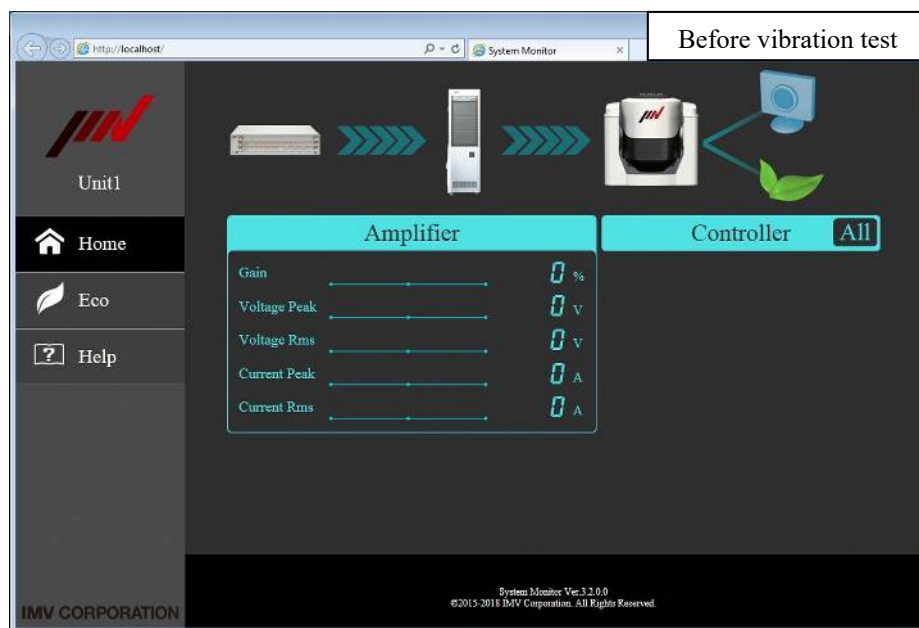 Before vibration test
http://localhost/
System Monitor
IMV
Unit1
Home
Eco
Help
IMV
Amplifier
Gain 0 %
Voltage Peak 0 V
Voltage Rms 0 V
Current Peak 0 A
Current Rms 0 A
Controller All
System Monitor Ver.3.2.0.0
©2015-2018 IMV Corporation. All Rights Reserved.
IMV CORPORATION